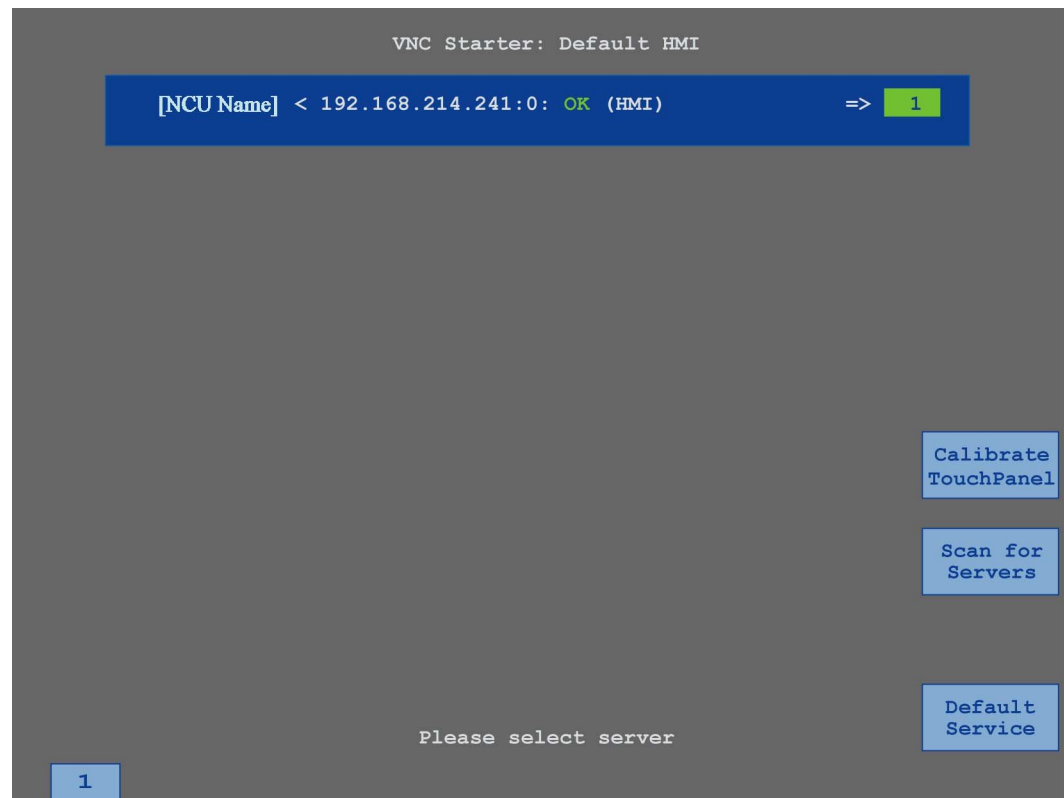 VNC Starter: Default HMI
[NCU Name] < 192.168.214.241:0: OK (HMI) => 1
Calibrate
TouchPanel
Scan for
Servers
Default
Service
Please select server
1